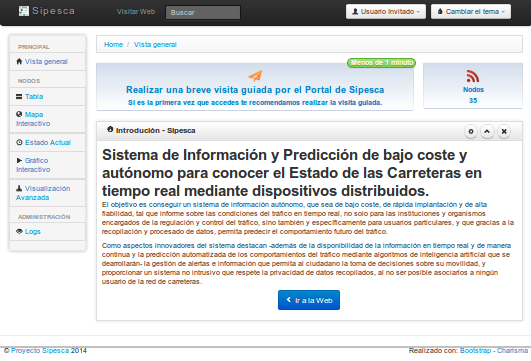 Sipesca
Visitar Web
Buscar
Usuario Invitado
Cambiar el tema
PRINCIPAL
Vista general
NODOS
Tabla
Mapa
Interactivo
Estado Actual
Gráfico
Interactivo
Visualización
Avanzada
ADMINISTRACIÓN
Logs
Home / Vista general
Menos de 1 minuto
Realizar una breve visita guiada por el Portal de Sipesca
Si es la primera vez que accedes te recomendamos realizar la visita guiada.
Nodos
35
Introdución - Sipesca
Sistema de Información y Predicción de bajo coste y
autónomo para conocer el Estado de las Carreteras en
tiempo real mediante dispositivos distribuidos.
El objetivo es conseguir un sistema de información autónomo, que sea de bajo coste, de rápida implantación y de alta
fiabilidad, tal que informe sobre las condiciones del tráfico en tiempo real, no solo para las instituciones y organismos
encargados de la regulación y control del tráfico, sino también y específicamente para usuarios particulares, y que gracias a la
recopilación y procesado de datos, permita predecir el comportamiento futuro del tráfico.
Como aspectos innovadores del sistema destacan -además de la disponibilidad de la información en tiempo real y de manera
continua y la predicción automatizada de los comportamientos del tráfico mediante algoritmos de inteligencia artificial que se
desarrollarán- la gestión de alertas e información que permita al ciudadano la toma de decisiones sobre su movilidad, y
proporcionar un sistema no intrusivo que respete la privacidad de datos recopilados, al no ser posible asociarlos a ningún
usuario de la red de carreteras.
Ir a la Web
© Proyecto Sipesca 2014
Realizado con: Bootstrap - Charisma